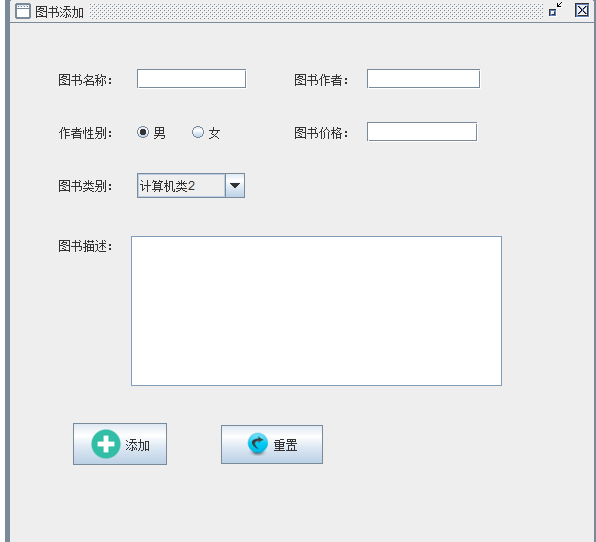 图书添加
图书名称： 图书作者：
作者性别： 男 女 图书价格：
图书类别： 计算机类2
图书描述：
添加 重置